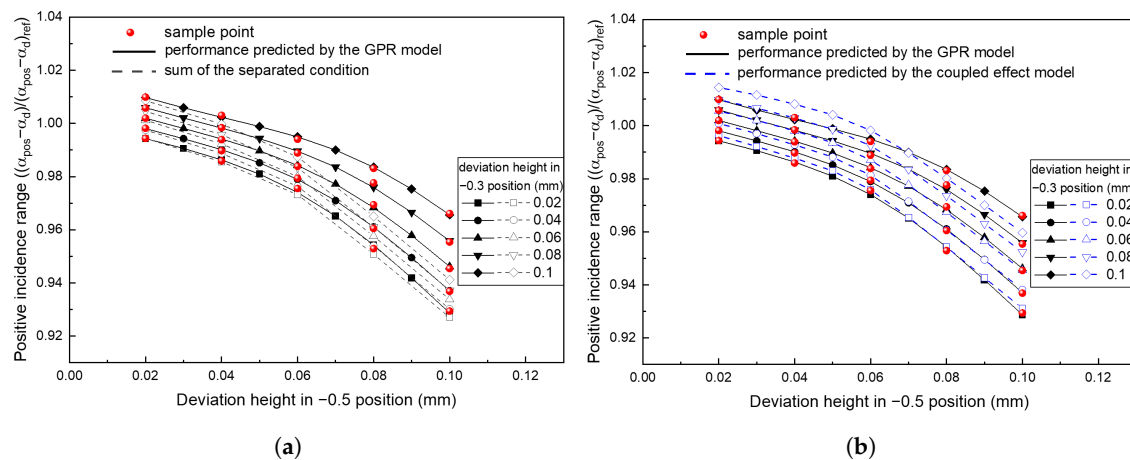 1.04
1.02
1.00
0.98
0.96
0.94
0.92
0.00 0.02 0.04 0.06 0.08 0.10 0.12
Positive incidence range ((αpos−αd)/(αpos−αd)ref)
Deviation height in −0.5 position (mm)
sample point
performance predicted by the GPR model
sum of the separated condition
deviation height in
−0.3 position (mm)
0.02
0.04
0.06
0.08
0.1
(a)
1.04
1.02
1.00
0.98
0.96
0.94
0.92
0.00 0.02 0.04 0.06 0.08 0.10 0.12
Positive incidence range ((αpos−αd)/(αpos−αd)ref)
Deviation height in −0.5 position (mm)
sample point
performance predicted by the GPR model
performance predicted by the coupled effect model
deviation height in
−0.3 position (mm)
0.02
0.04
0.06
0.08
0.1
(b)